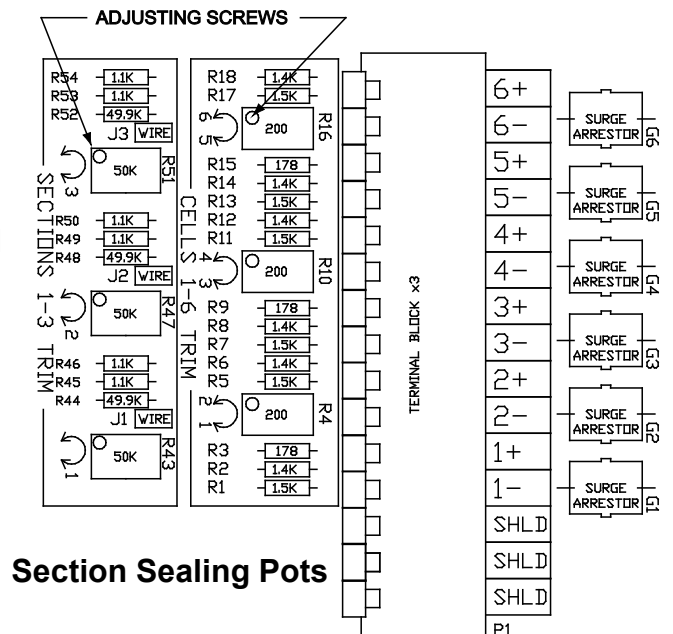 ADJUSTING SCREWS
R54 1.1K
R53 1.1K
R52 49.9K
J3 WIRE
50K R51
3
R50 1.1K
R49 1.1K
R48 49.9K
J2 WIRE
50K R47
2
R46 1.1K
R45 1.1K
R44 49.9K
J1 WIRE
50K R43
1
SECTIONS 1-3 TRIM
R18 1.4K
R17 1.5K
6 5 200 R16
R15 178
R14 1.4K
R13 1.5K
R12 1.4K
R11 1.5K
4 3 200 R10
R9 178
R8 1.4K
R7 1.5K
R6 1.4K
R5 1.5K
2 1 200 R4
R3 178
R2 1.4K
R1 1.5K
CELLS 1-6 TRIM
Section Sealing Pots
TERMINAL BLOCK x3
6+
6-
5+
5-
4+
4-
3+
3-
2+
2-
1+
1-
SHLD
SHLD
SHLD
P1
SURGE
ARRESTOR G6
SURGE
ARRESTOR G5
SURGE
ARRESTOR G4
SURGE
ARRESTOR G3
SURGE
ARRESTOR G2
SURGE
ARRESTOR G1